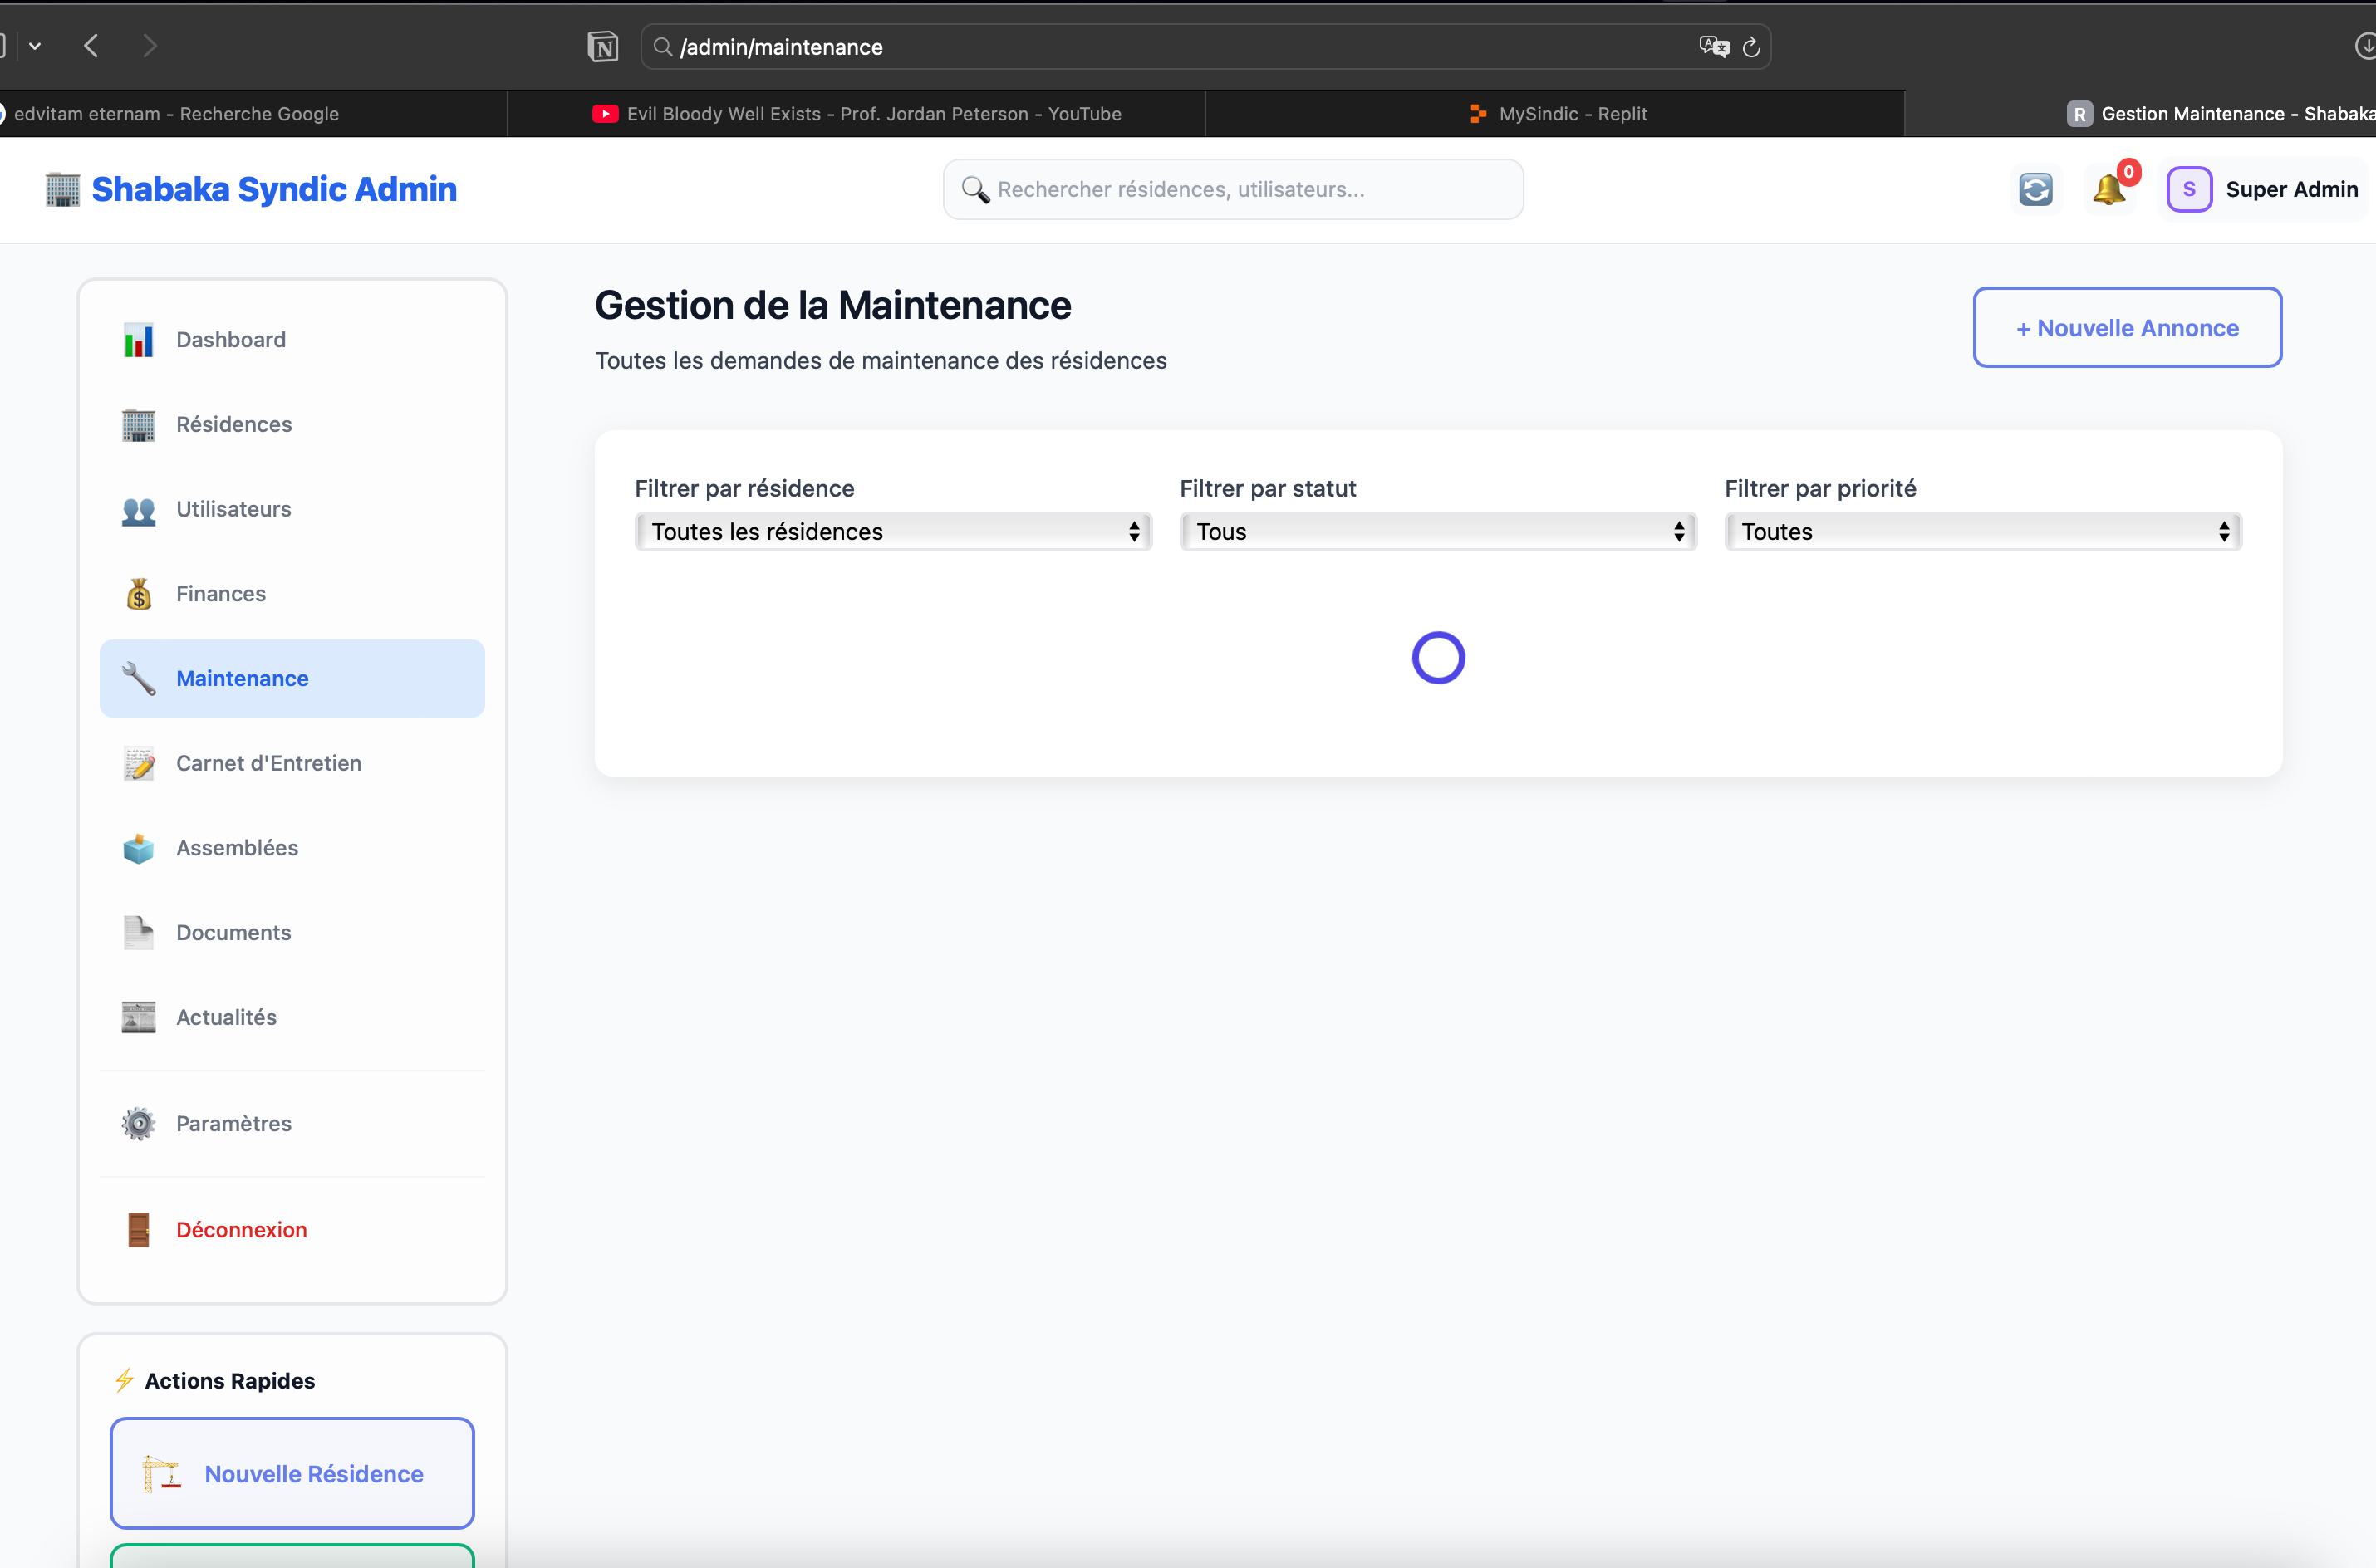 /admin/maintenance
edvitam eternam - Recherche Google
Evil Bloody Well Exists - Prof. Jordan Peterson - YouTube
MySindic - Replit
R Gestion Maintenance - Shabaka
Shabaka Syndic Admin
Rechercher résidences, utilisateurs...
0
S Super Admin
Dashboard
Résidences
Utilisateurs
Finances
Maintenance
Carnet d'Entretien
Assemblées
Documents
Actualités
Paramètres
Déconnexion
Actions Rapides
Nouvelle Résidence
Gestion de la Maintenance
Toutes les demandes de maintenance des résidences
+ Nouvelle Annonce
Filtrer par résidence
Toutes les résidences
Filtrer par statut
Tous
Filtrer par priorité
Toutes